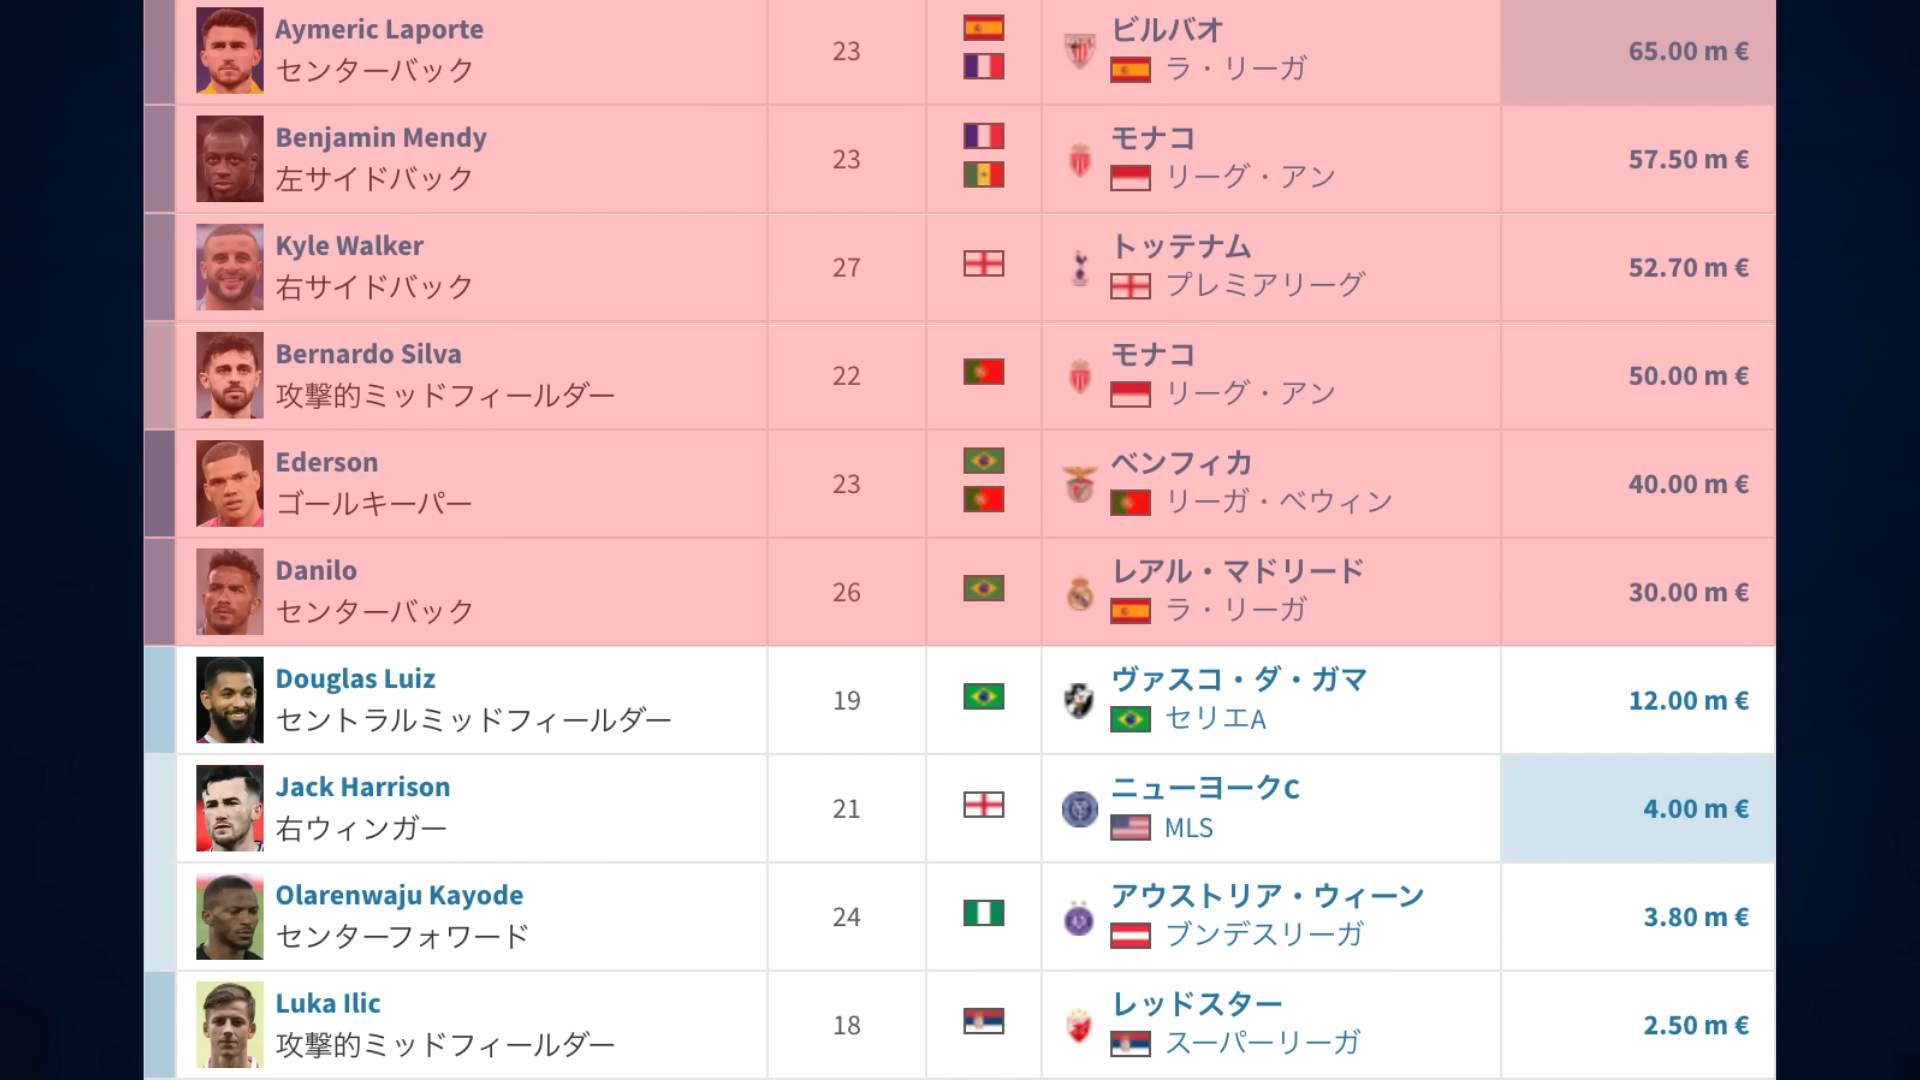 Aymeric Laporte
センターバック
23
ビルバオ
ラ・リーガ
65.00 m €
Benjamin Mendy
左サイドバック
23
モナコ
リーグ・アン
57.50 m €
Kyle Walker
右サイドバック
27
トッテナム
プレミアリーグ
52.70 m €
Bernardo Silva
攻撃的ミッドフィールダー
22
モナコ
リーグ・アン
50.00 m €
Ederson
ゴールキーパー
23
ベンフィカ
リーガ・べウィン
40.00 m €
Danilo
センターバック
26
レアル・マドリード
ラ・リーガ
30.00 m €
Douglas Luiz
セントラルミッドフィールダー
19
ヴァスコ・ダ・ガマ
セリエA
12.00 m €
Jack Harrison
右ウィンガー
21
ニューヨークC
MLS
4.00 m €
Olarenwaju Kayode
センターフォワード
24
アウストリア・ウィーン
ブンデスリーガ
3.80 m €
Luka Ilic
攻撃的ミッドフィールダー
18
レッドスター
スーパーリーガ
2.50 m €